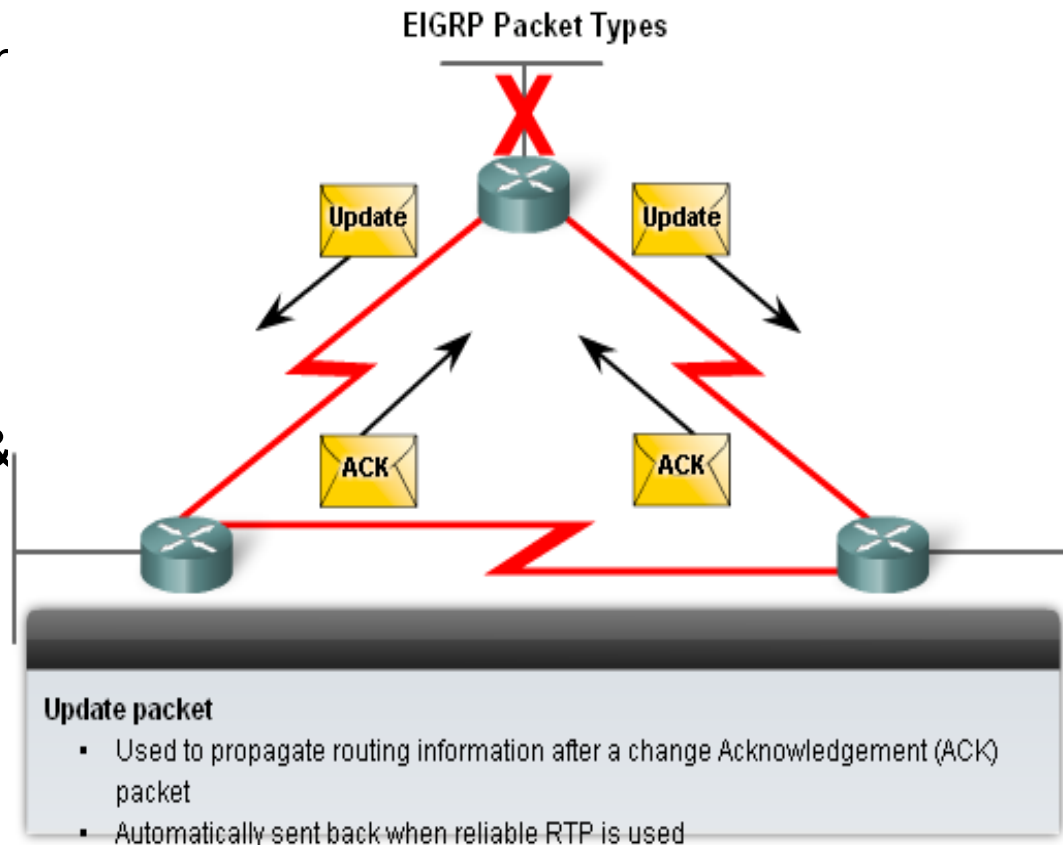 EIGRP Packet Types
X
Update
Update
&
ACK
ACK
Update packet
▪ Used to propagate routing information after a change Acknowledgement (ACK)
packet
▪ Automatically sent back when reliable RTP is used